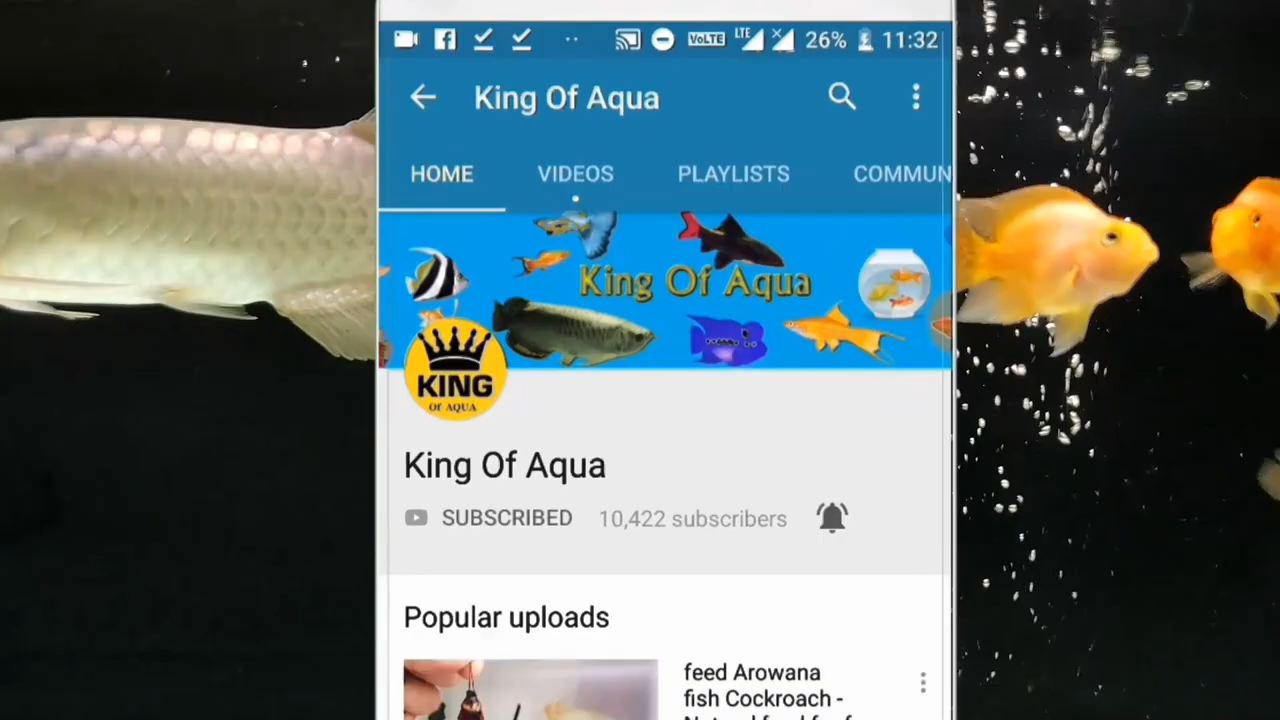 VoLTE LTE 26% 11:32
King Of Aqua
HOME VIDEOS PLAYLISTS COMMUN
King Of Aqua
KING
Of AQUA
King Of Aqua
SUBSCRIBED 10,422 subscribers
Popular uploads
feed Arowana
fish Cockroach -